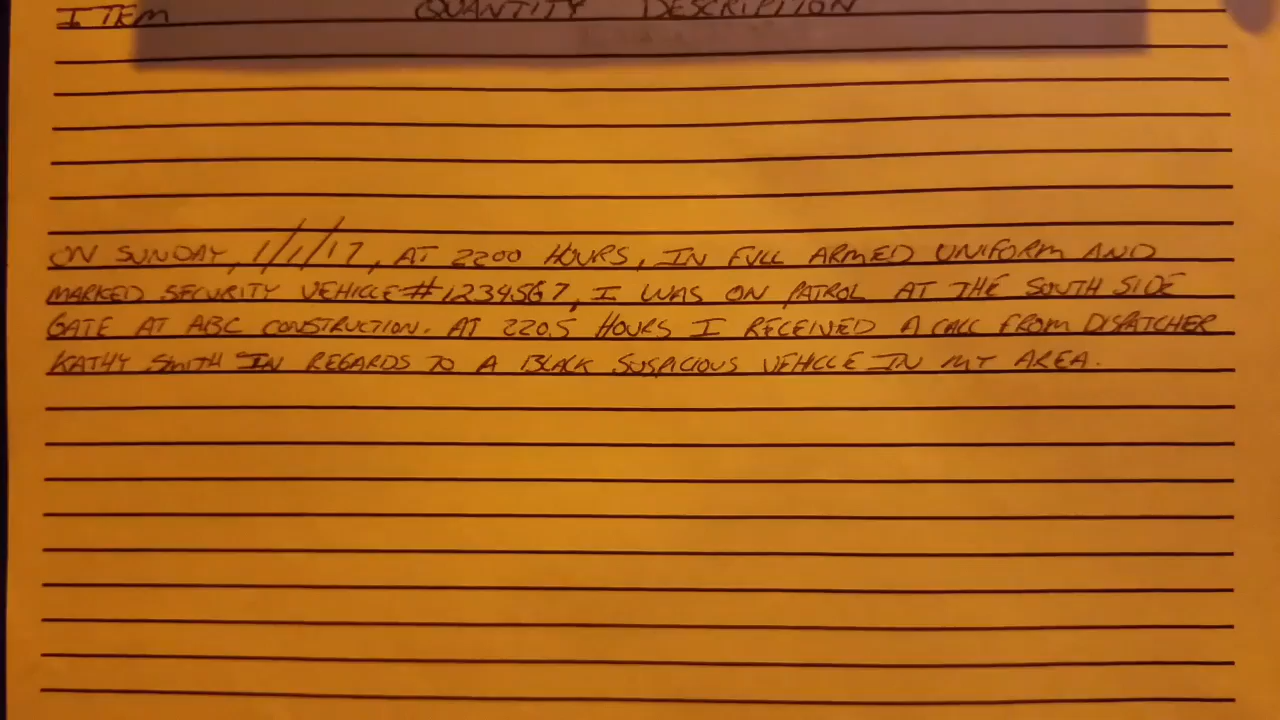 ITEM QUANTITY DESCRIPTION
ON SUNDAY, 1/1/17, AT 2200 HOURS, IN FULL ARMED UNIFORM AND
MARKED SECURITY VEHICLE #1234567, I WAS ON PATROL AT THE SOUTH SIDE
GATE AT ABC CONSTRUCTION. AT 2205 HOURS I RECEIVED A CALL FROM DISPATCHER
KATHY SMITH IN REGARDS TO A BLACK SUSPICIOUS VEHICLE IN MY AREA.